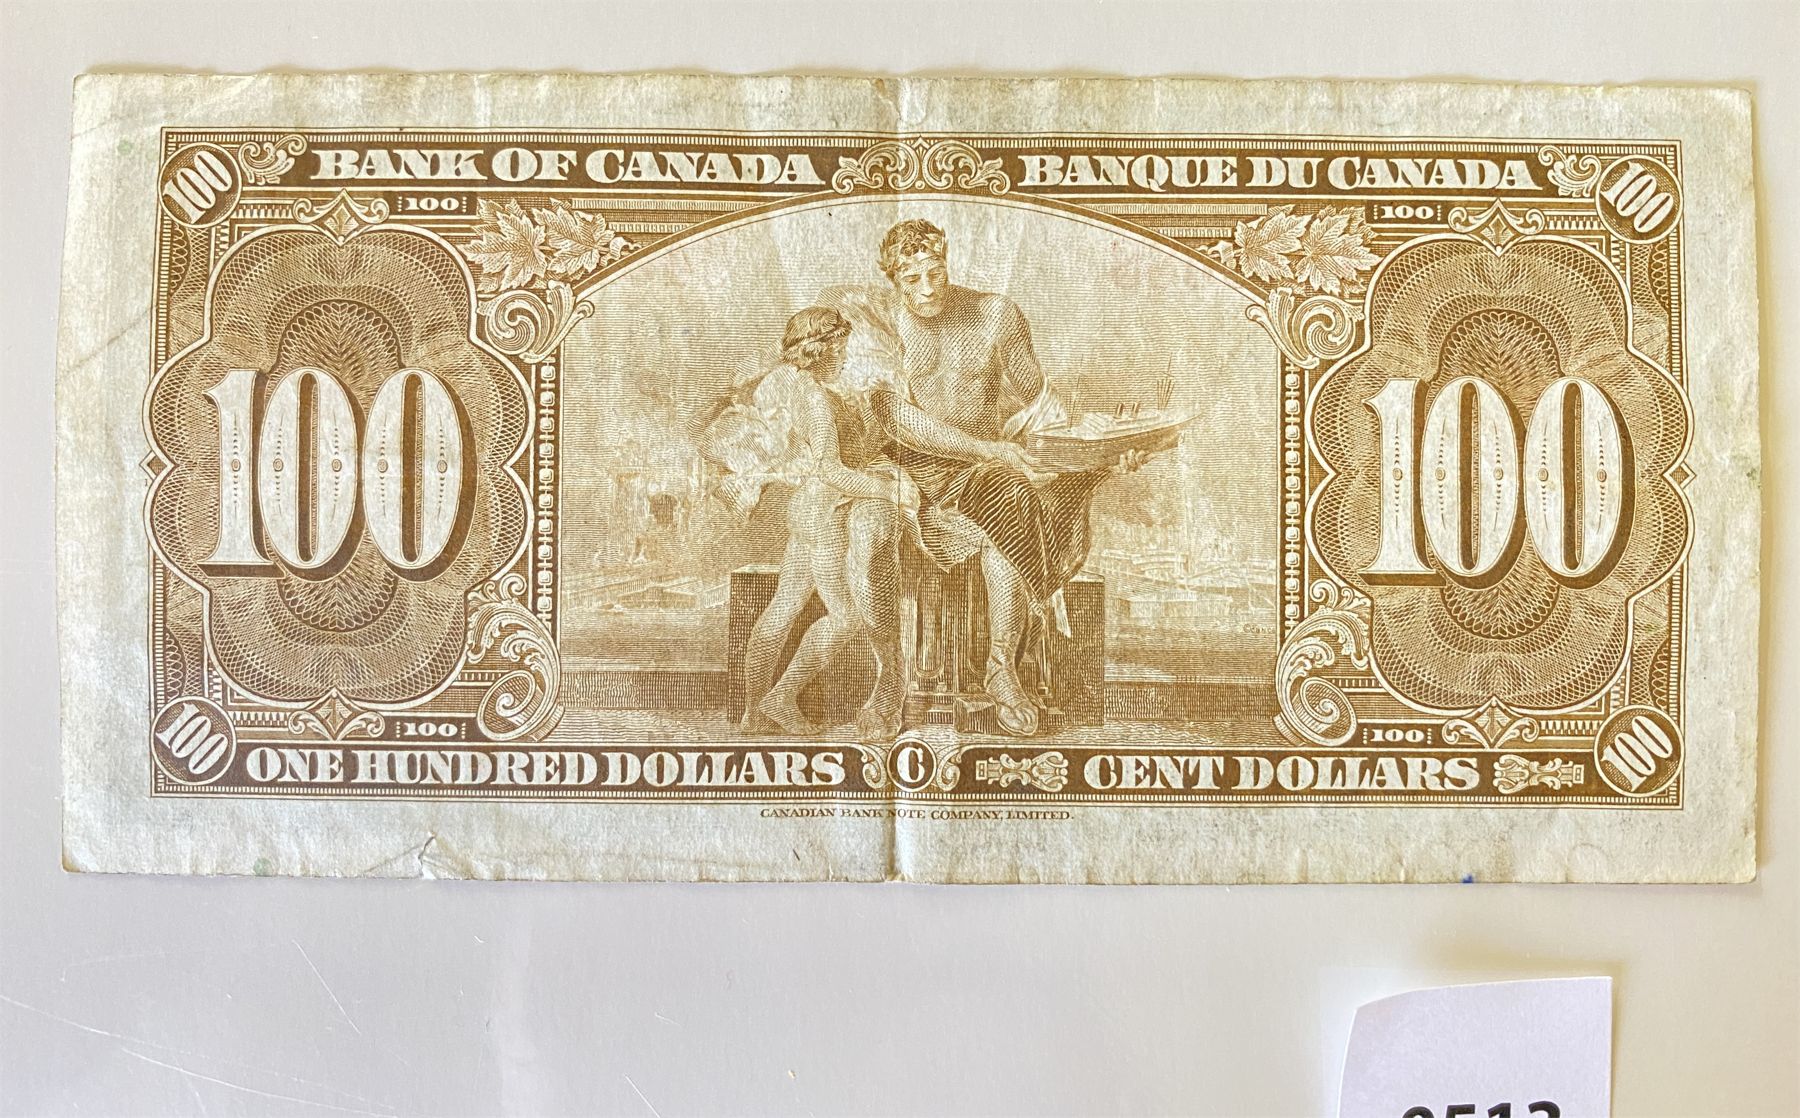 BANK OF CANADA BANQUE DU CANADA
100 100
100 100
100 100
100 100
100 100
ONE HUNDRED DOLLARS C CENT DOLLARS
CANADIAN BANK NOTE COMPANY, LIMITED.